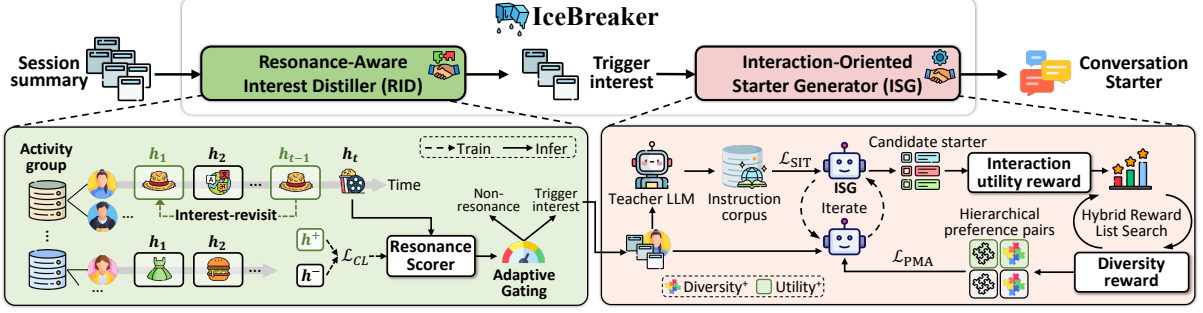 IceBreaker
Session
summary
Resonance-Aware
Interest Distiller (RID)
Trigger
interest
Interaction-Oriented
Starter Generator (ISG)
Conversation
Starter
Activity
group
h₁
h₂
...
hₜ₋₁
hₜ
Time
Interest-revisit
...
...
h₁
h₂
...
...
Train
Infer
h⁺
h⁻
ℒ_CL
Resonance
Scorer
Non-
resonance
Trigger
interest
Adaptive
Gating
Teacher LLM
Instruction
corpus
ℒ_SIT
ISG
Iterate
Candidate starter
Interaction
utility reward
Hybrid Reward
List Search
Hierarchical
preference pairs
Diversity
reward
ℒ_PMA
Diversity⁺
Utility⁺